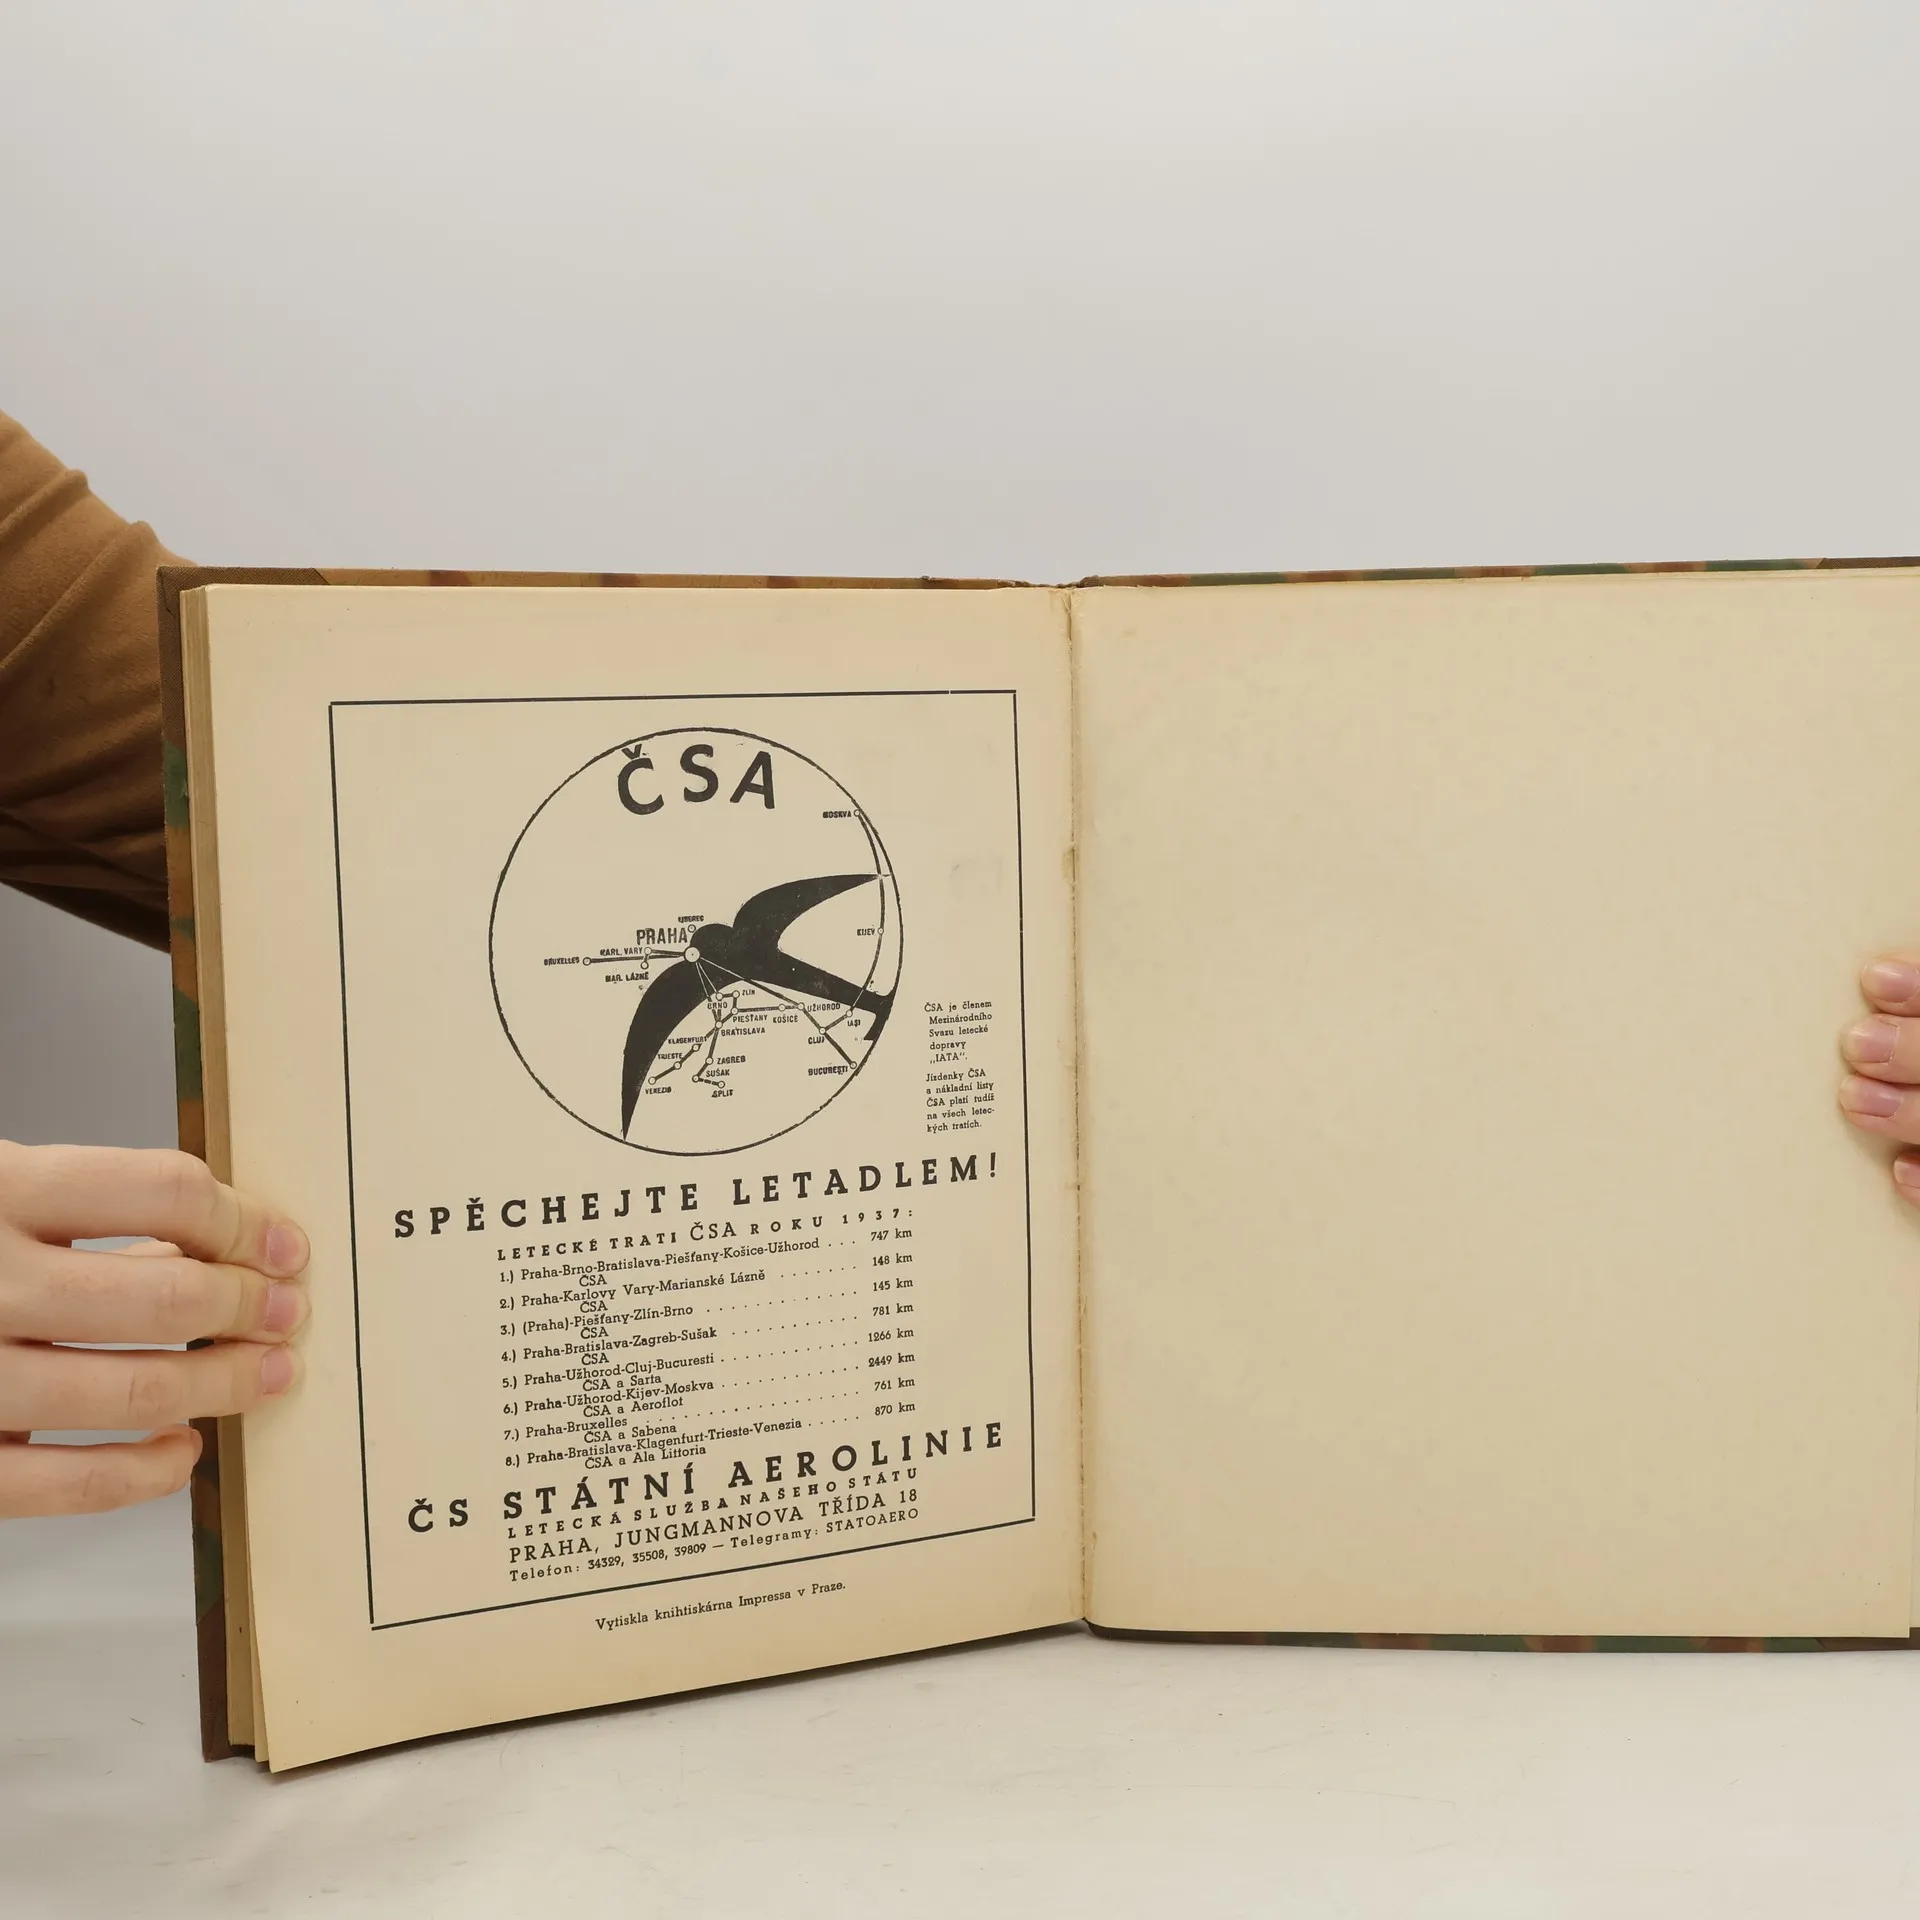 ČSA
MOSKVA
LIBEREC
PRAHA
KIJEV
KARL. VARY
BRUXELLES
MAR. LÁZNĚ
ZLÍN
BRNO
UŽHOROD
PIEŠŤANY
KOŠICE
IAŞI
BRATISLAVA
KLAGENFURT
CLUJ
TRIESTE
ZAGREB
SUŠAK
BUCUREŞTI
VENEZIA
SPLIT
ČSA je členem
Mezinárodního
Svazu letecké
dopravy
„IATA“.
Jízdenky ČSA
a nákladní listy
ČSA platí tudíž
na všech letec-
kých tratích.
SPĚCHEJTE LETADLEM!
LETECKÉ TRATI ČSA ROKU 1937:
1.) Praha-Brno-Bratislava-Piešťany-Košice-Užhorod . . . 747 km
ČSA
2.) Praha-Karlovy Vary-Marianské Lázně . . . . . . . 148 km
ČSA
3.) (Praha)-Piešťany-Zlín-Brno . . . . . . . . . . . . . 145 km
ČSA
4.) Praha-Bratislava-Zagreb-Sušak . . . . . . . . . . . 781 km
ČSA
5.) Praha-Užhorod-Cluj-Bucuresti . . . . . . . . . . . . 1266 km
ČSA a Sarta
6.) Praha-Užhorod-Kijev-Moskva . . . . . . . . . . . . 2449 km
ČSA a Aeroflot
7.) Praha-Bruxelles . . . . . . . . . . . . . . . . . . 761 km
ČSA a Sabena
8.) Praha-Bratislava-Klagenfurt-Trieste-Venezia . . . . . 870 km
ČSA a Ala Littoria
ČS STÁTNÍ AEROLINIE
LETECKÁ SLUŽBA NAŠEHO STÁTU
PRAHA, JUNGMANNOVA TŘÍDA 18
Telefon: 34329, 35508, 39809 — Telegramy: STATOAERO
Vytiskla knihtiskárna Impressa v Praze.